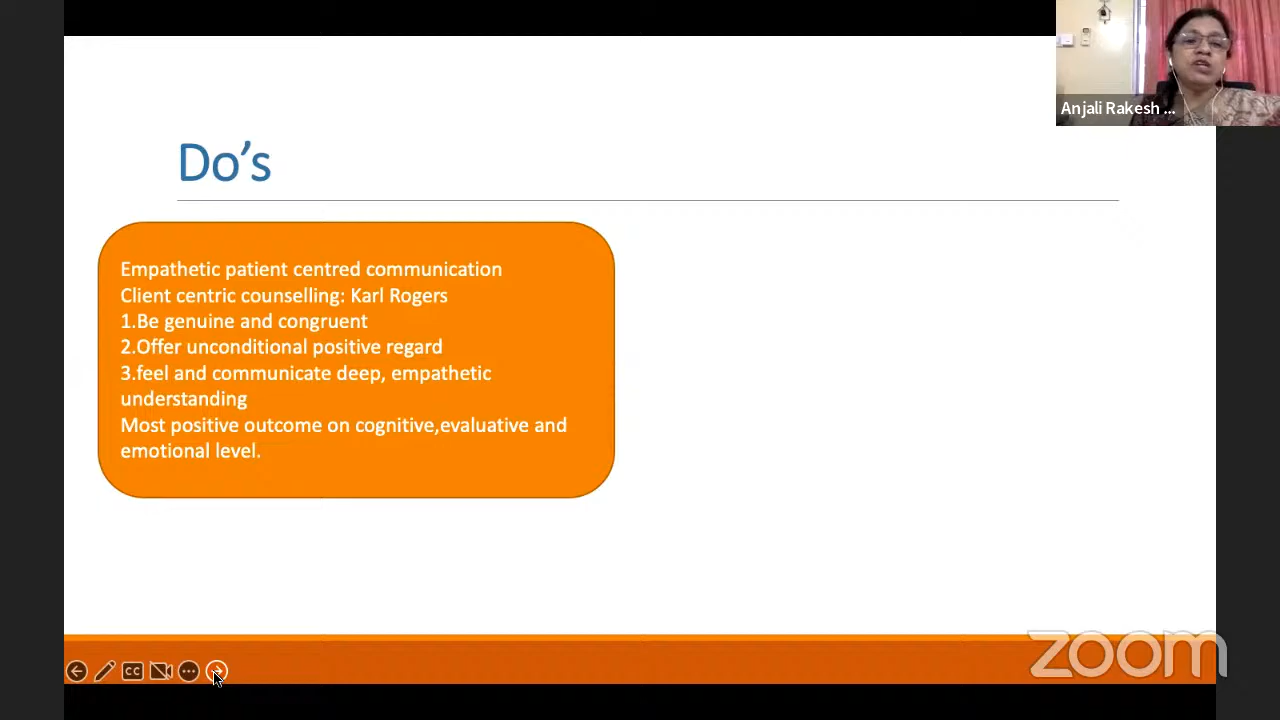 Anjali Rakesh ...
Do’s
Empathetic patient centred communication
Client centric counselling: Karl Rogers
1.Be genuine and congruent
2.Offer unconditional positive regard
3.feel and communicate deep, empathetic
understanding
Most positive outcome on cognitive,evaluative and
emotional level.
CC
zoom